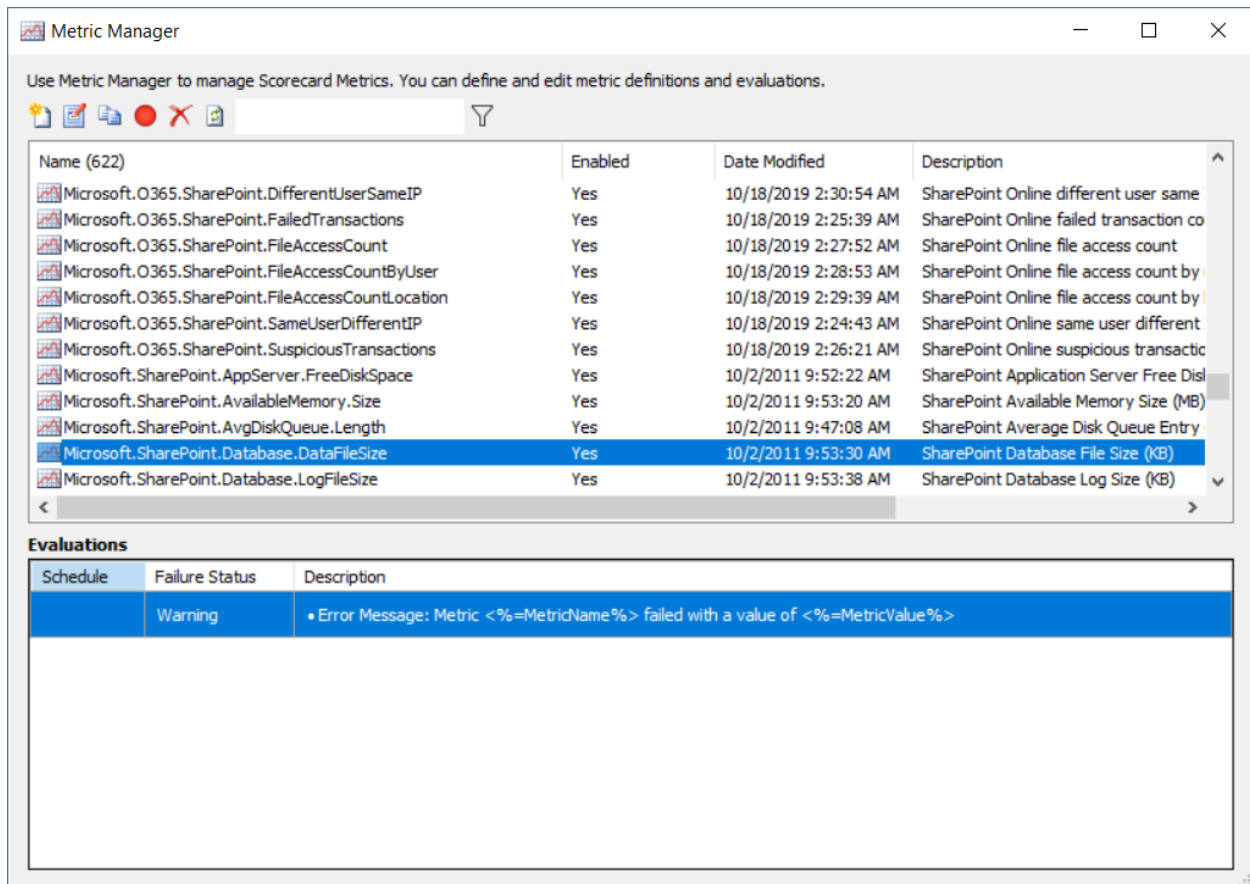 Metric Manager
Use Metric Manager to manage Scorecard Metrics. You can define and edit metric definitions and evaluations.
Name (622) Enabled Date Modified Description
Microsoft.O365.SharePoint.DifferentUserSameIP Yes 10/18/2019 2:30:54 AM SharePoint Online different user same
Microsoft.O365.SharePoint.FailedTransactions Yes 10/18/2019 2:25:39 AM SharePoint Online failed transaction co
Microsoft.O365.SharePoint.FileAccessCount Yes 10/18/2019 2:27:52 AM SharePoint Online file access count
Microsoft.O365.SharePoint.FileAccessCountByUser Yes 10/18/2019 2:28:53 AM SharePoint Online file access count by
Microsoft.O365.SharePoint.FileAccessCountLocation Yes 10/18/2019 2:29:39 AM SharePoint Online file access count by
Microsoft.O365.SharePoint.SameUserDifferentIP Yes 10/18/2019 2:24:43 AM SharePoint Online same user different
Microsoft.O365.SharePoint.SuspiciousTransactions Yes 10/18/2019 2:26:21 AM SharePoint Online suspicious transactic
Microsoft.SharePoint.AppServer.FreeDiskSpace Yes 10/2/2011 9:52:22 AM SharePoint Application Server Free Disl
Microsoft.SharePoint.AvailableMemory.Size Yes 10/2/2011 9:53:20 AM SharePoint Available Memory Size (MB)
Microsoft.SharePoint.AvgDiskQueue.Length Yes 10/2/2011 9:47:08 AM SharePoint Average Disk Queue Entry
Microsoft.SharePoint.Database.DataFileSize Yes 10/2/2011 9:53:30 AM SharePoint Database File Size (KB)
Microsoft.SharePoint.Database.LogFileSize Yes 10/2/2011 9:53:38 AM SharePoint Database Log Size (KB)
Evaluations
Schedule Failure Status Description
Warning • Error Message: Metric <%=MetricName%> failed with a value of <%=MetricValue%>